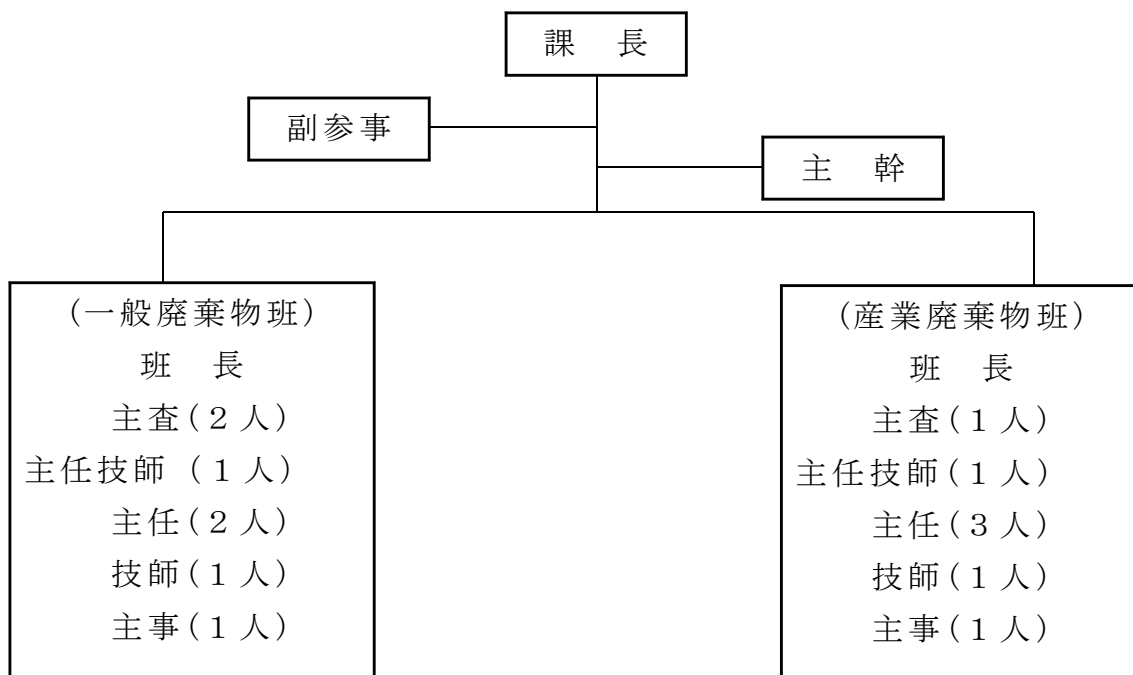 課　長
副参事
主　幹
(一般廃棄物班)
班　長
主査(２人)
主任技師 (１人)
主任(２人)
技師(１人)
主事(１人)
(産業廃棄物班)
班　長
主査(１人)
主任技師(１人)
主任(３人)
技師(１人)
主事(１人)